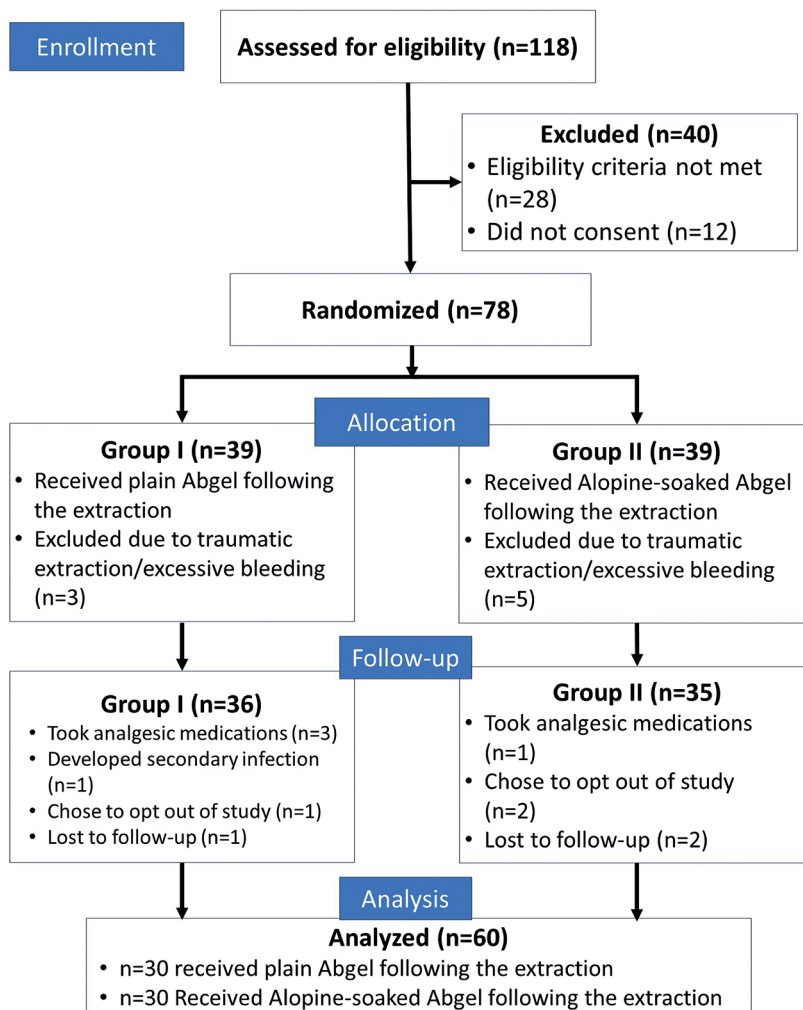 Enrollment
Assessed for eligibility (n=118)
Excluded (n=40)
• Eligibility criteria not met
(n=28)
• Did not consent (n=12)
Randomized (n=78)
Allocation
Group I (n=39)
• Received plain Abgel following
the extraction
• Excluded due to traumatic
extraction/excessive bleeding
(n=3)
Group II (n=39)
• Received Alopine-soaked Abgel
following the extraction
• Excluded due to traumatic
extraction/excessive bleeding
(n=5)
Follow-up
Group I (n=36)
• Took analgesic medications (n=3)
• Developed secondary infection
(n=1)
• Chose to opt out of study (n=1)
• Lost to follow-up (n=1)
Group II (n=35)
• Took analgesic medications
(n=1)
• Chose to opt out of study
(n=2)
• Lost to follow-up (n=2)
Analysis
Analyzed (n=60)
• n=30 received plain Abgel following the extraction
• n=30 Received Alopine-soaked Abgel following the extraction